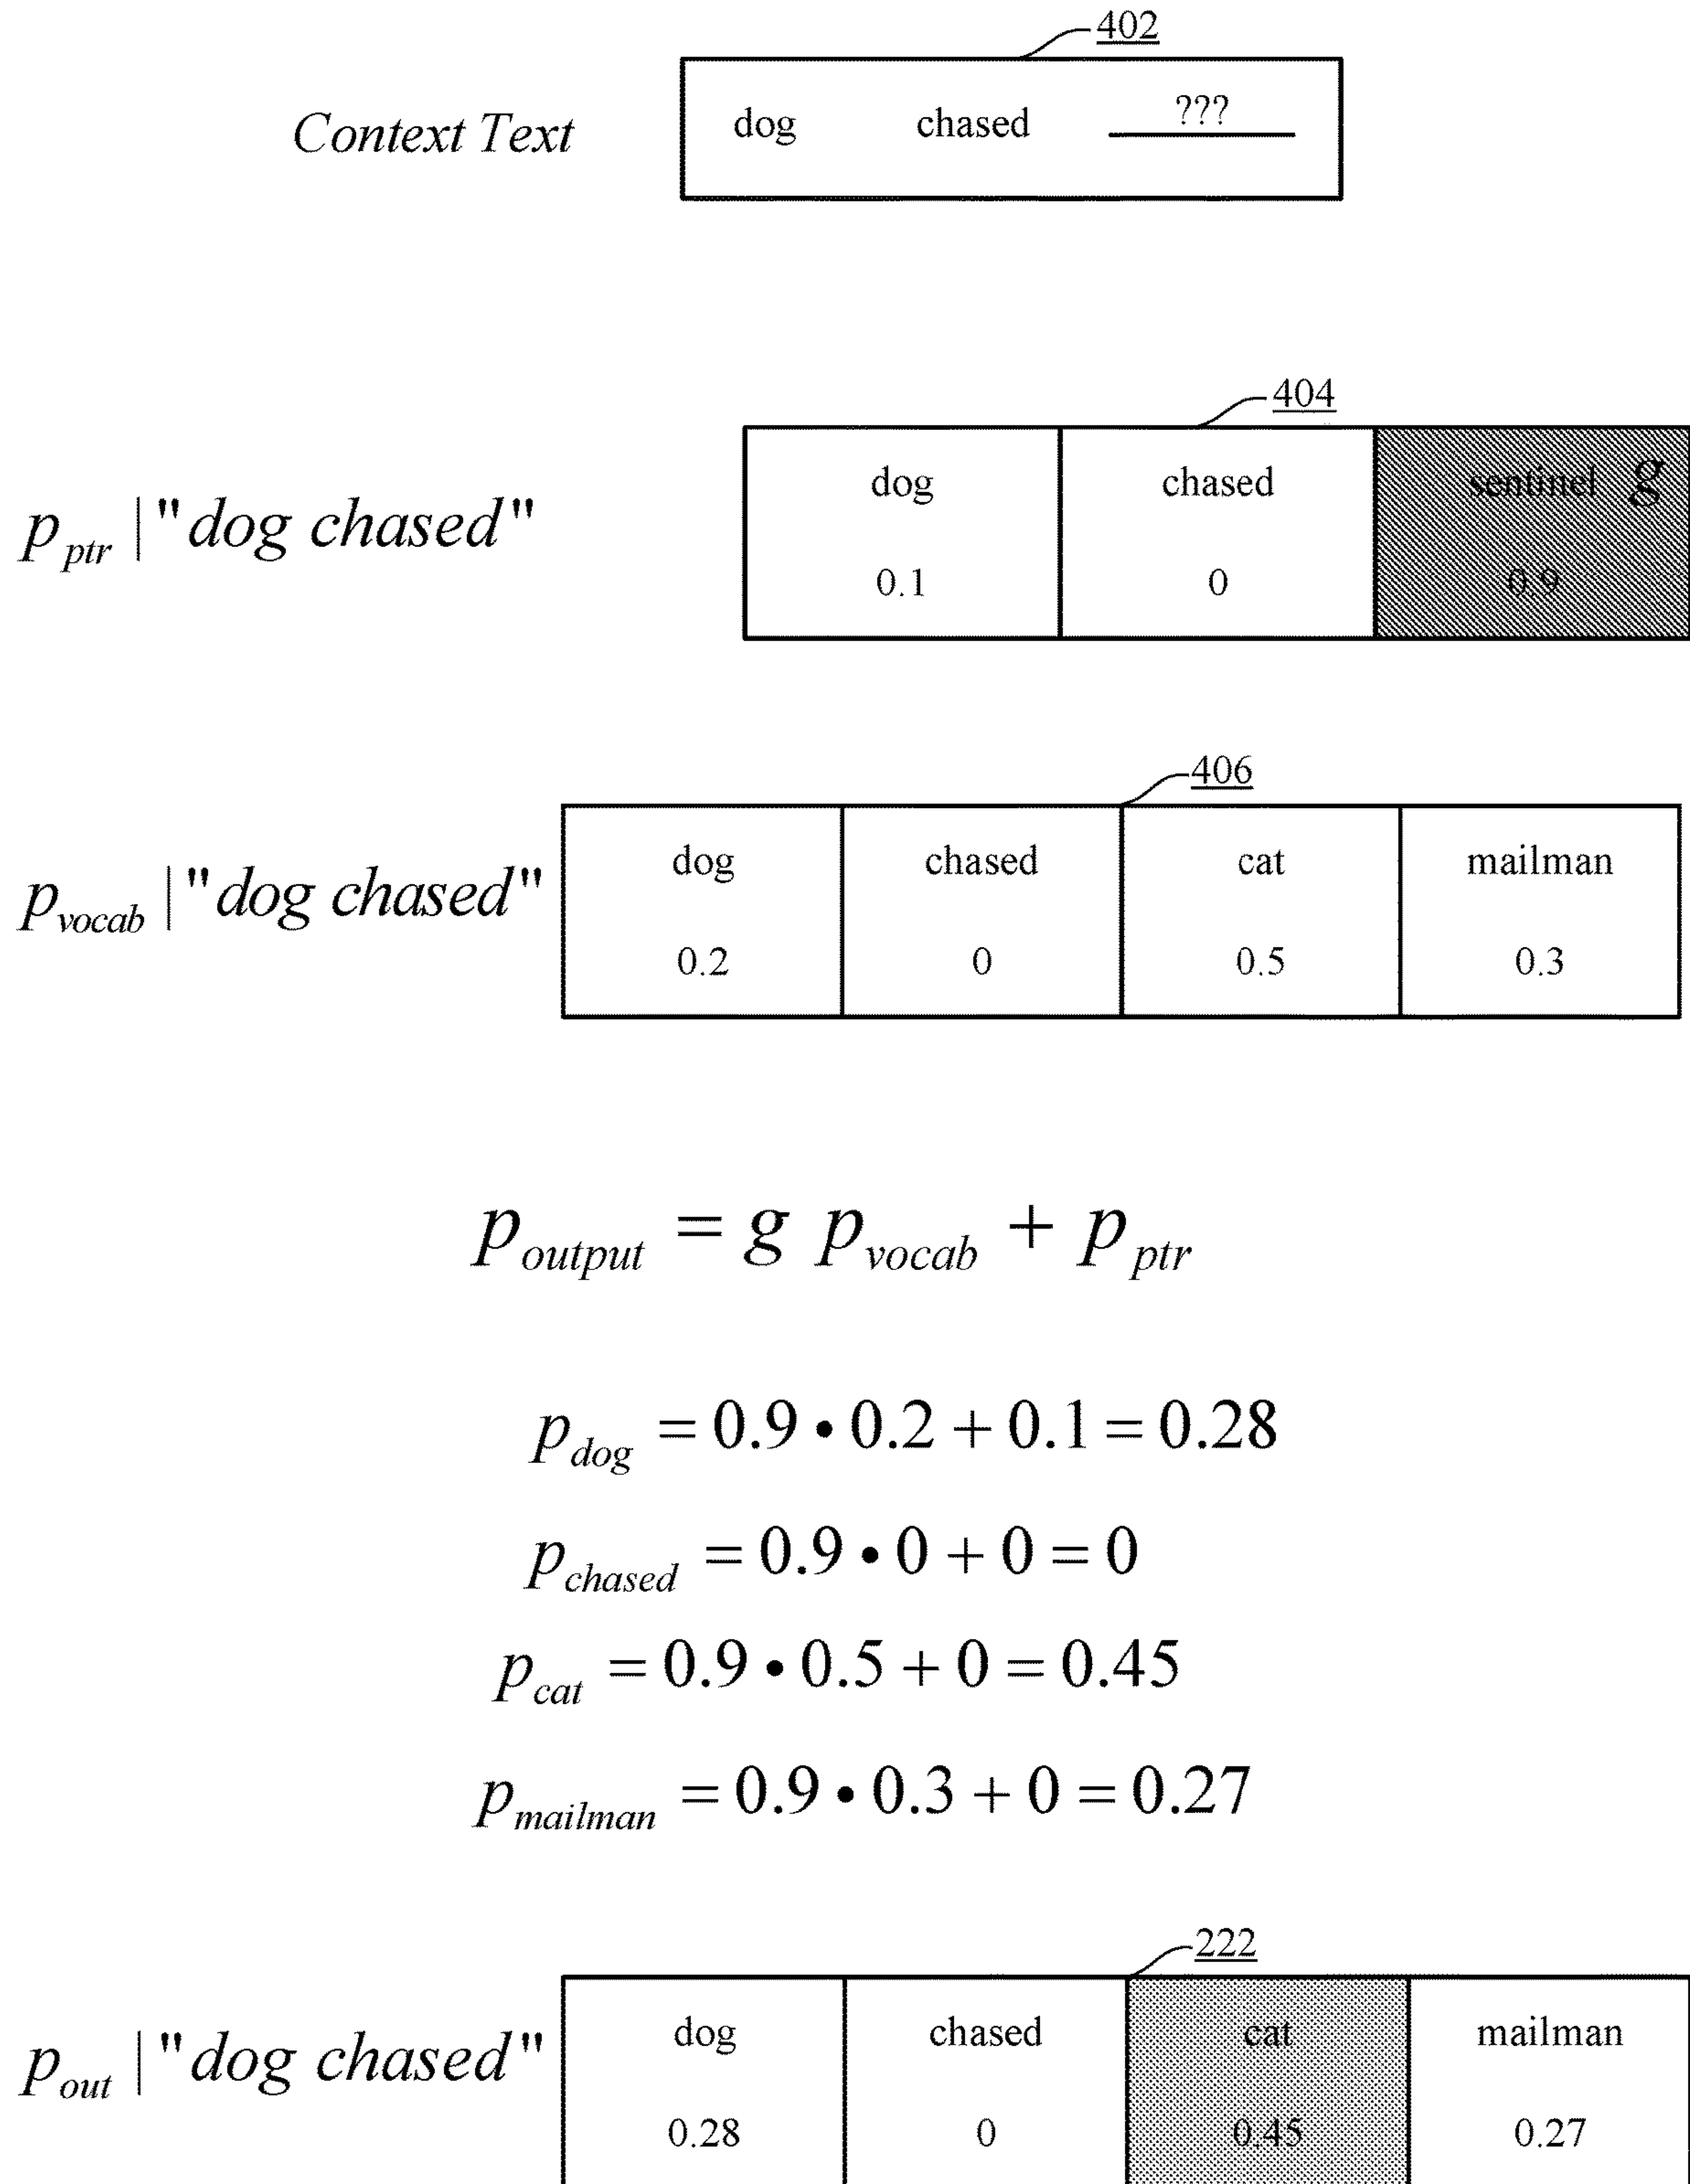 402
Context Text dog chased ???
404
dog chased sentinel g
p_ptr | "dog chased"
0.1 0 0.9
406
dog chased cat mailman
p_vocab | "dog chased"
0.2 0 0.5 0.3
p_output = g p_vocab + p_ptr
p_dog = 0.9 • 0.2 + 0.1 = 0.28
p_chased = 0.9 • 0 + 0 = 0
p_cat = 0.9 • 0.5 + 0 = 0.45
p_mailman = 0.9 • 0.3 + 0 = 0.27
222
dog chased cat mailman
p_out | "dog chased"
0.28 0 0.45 0.27